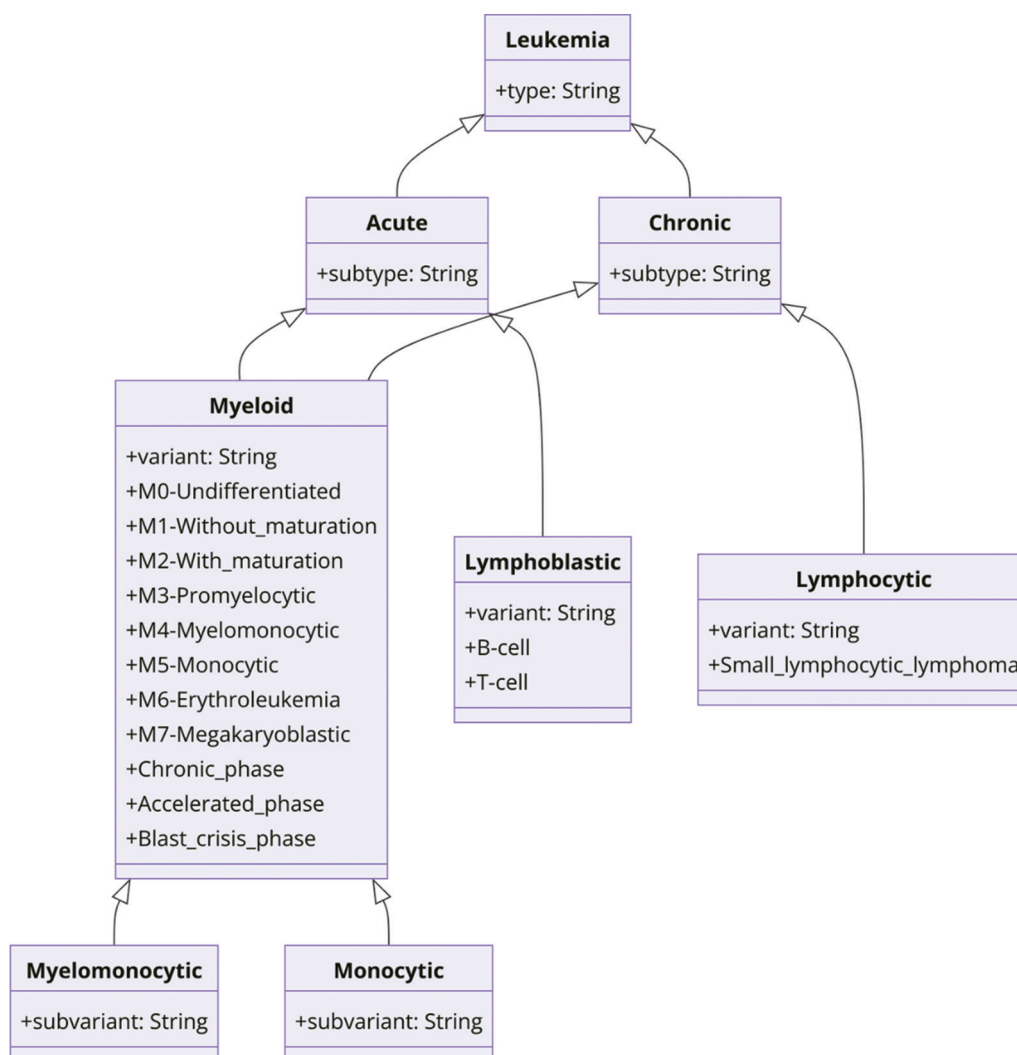 Leukemia
+type: String
Acute
+subtype: String
Chronic
+subtype: String
Myeloid
+variant: String
+M0-Undifferentiated
+M1-Without_maturation
+M2-With_maturation
+M3-Promyelocytic
+M4-Myelomonocytic
+M5-Monocytic
+M6-Erythroleukemia
+M7-Megakaryoblastic
+Chronic_phase
+Accelerated_phase
+Blast_crisis_phase
Lymphoblastic
+variant: String
+B-cell
+T-cell
Lymphocytic
+variant: String
+Small_lymphocytic_lymphoma
Myelomonocytic
+subvariant: String
Monocytic
+subvariant: String